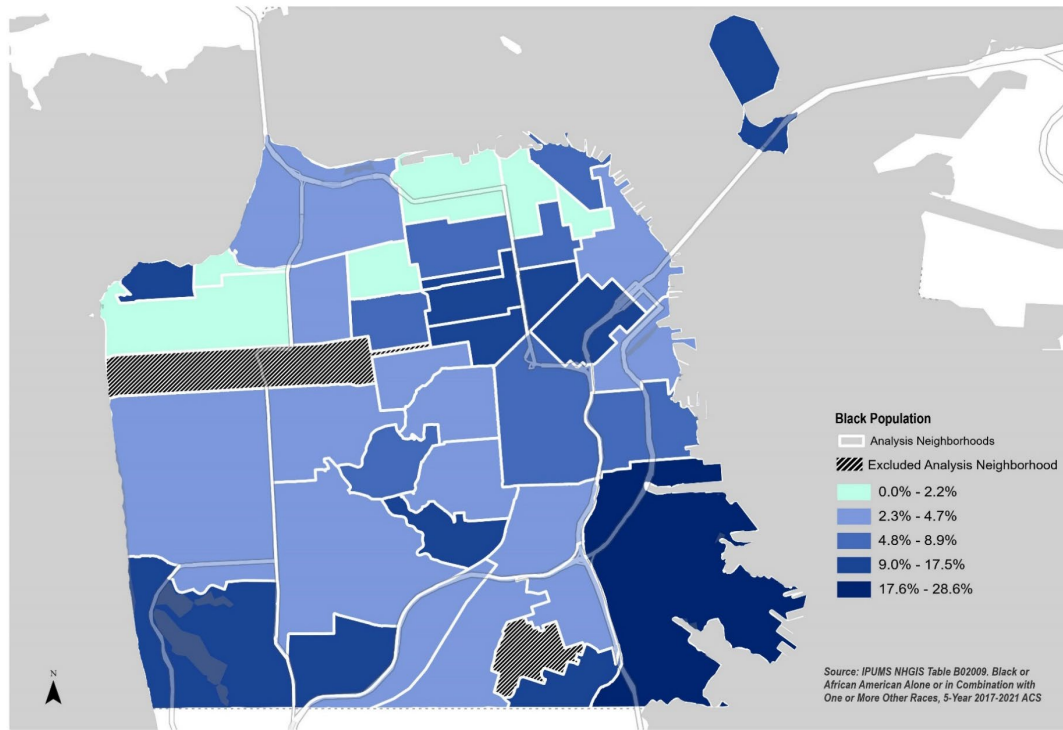 Black Population
Analysis Neighborhoods
Excluded Analysis Neighborhood
0.0% - 2.2%
2.3% - 4.7%
4.8% - 8.9%
9.0% - 17.5%
17.6% - 28.6%
N
Source: IPUMS NHGIS Table B02009. Black or
African American Alone or in Combination with
One or More Other Races, 5-Year 2017-2021 ACS